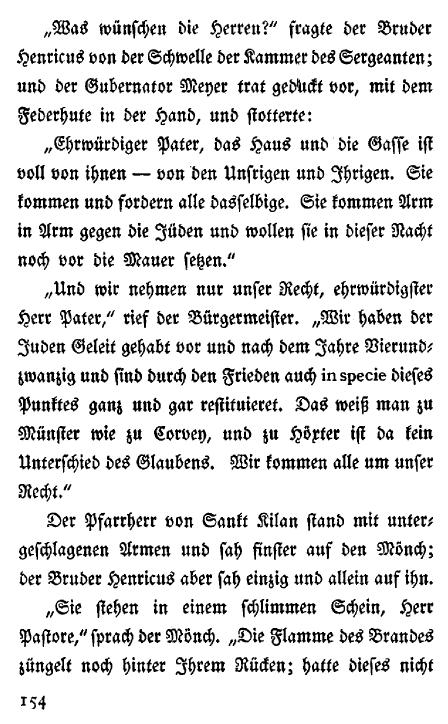 „Was wünschen die Herren?“ fragte der Bruder
Henricus von der Schwelle der Kammer des Sergeanten;
und der Gubernator Meyer trat geduckt vor, mit dem
Federhute in der Hand, und stotterte:
„Ehrwürdiger Pater, das Haus und die Gasse ist
voll von ihnen — von den Unsrigen und Ihrigen. Sie
kommen und fordern alle dasselbige. Sie kommen Arm
in Arm gegen die Jüden und wollen sie in dieser Nacht
noch vor die Mauer setzen.“
„Und wir nehmen nur unser Recht, ehrwürdigster
Herr Pater,“ rief der Bürgermeister. „Wir haben der
Juden Geleit gehabt vor und nach dem Jahre Vierund-
zwanzig und sind durch den Frieden auch in specie dieses
Punktes ganz und gar restituieret. Das weiß man zu
Münster wie zu Corvey, und zu Höxter ist da kein
Unterschied des Glaubens. Wir kommen alle um unser
Recht.“
Der Pfarrherr von Sankt Kilan stand mit unter-
geschlagenen Armen und sah finster auf den Mönch;
der Bruder Henricus aber sah einzig und allein auf ihn.
„Sie stehen in einem schlimmen Schein, Herr
Pastore,“ sprach der Mönch. „Die Flamme des Brandes
züngelt noch hinter Ihrem Rücken; hatte dieses nicht
154